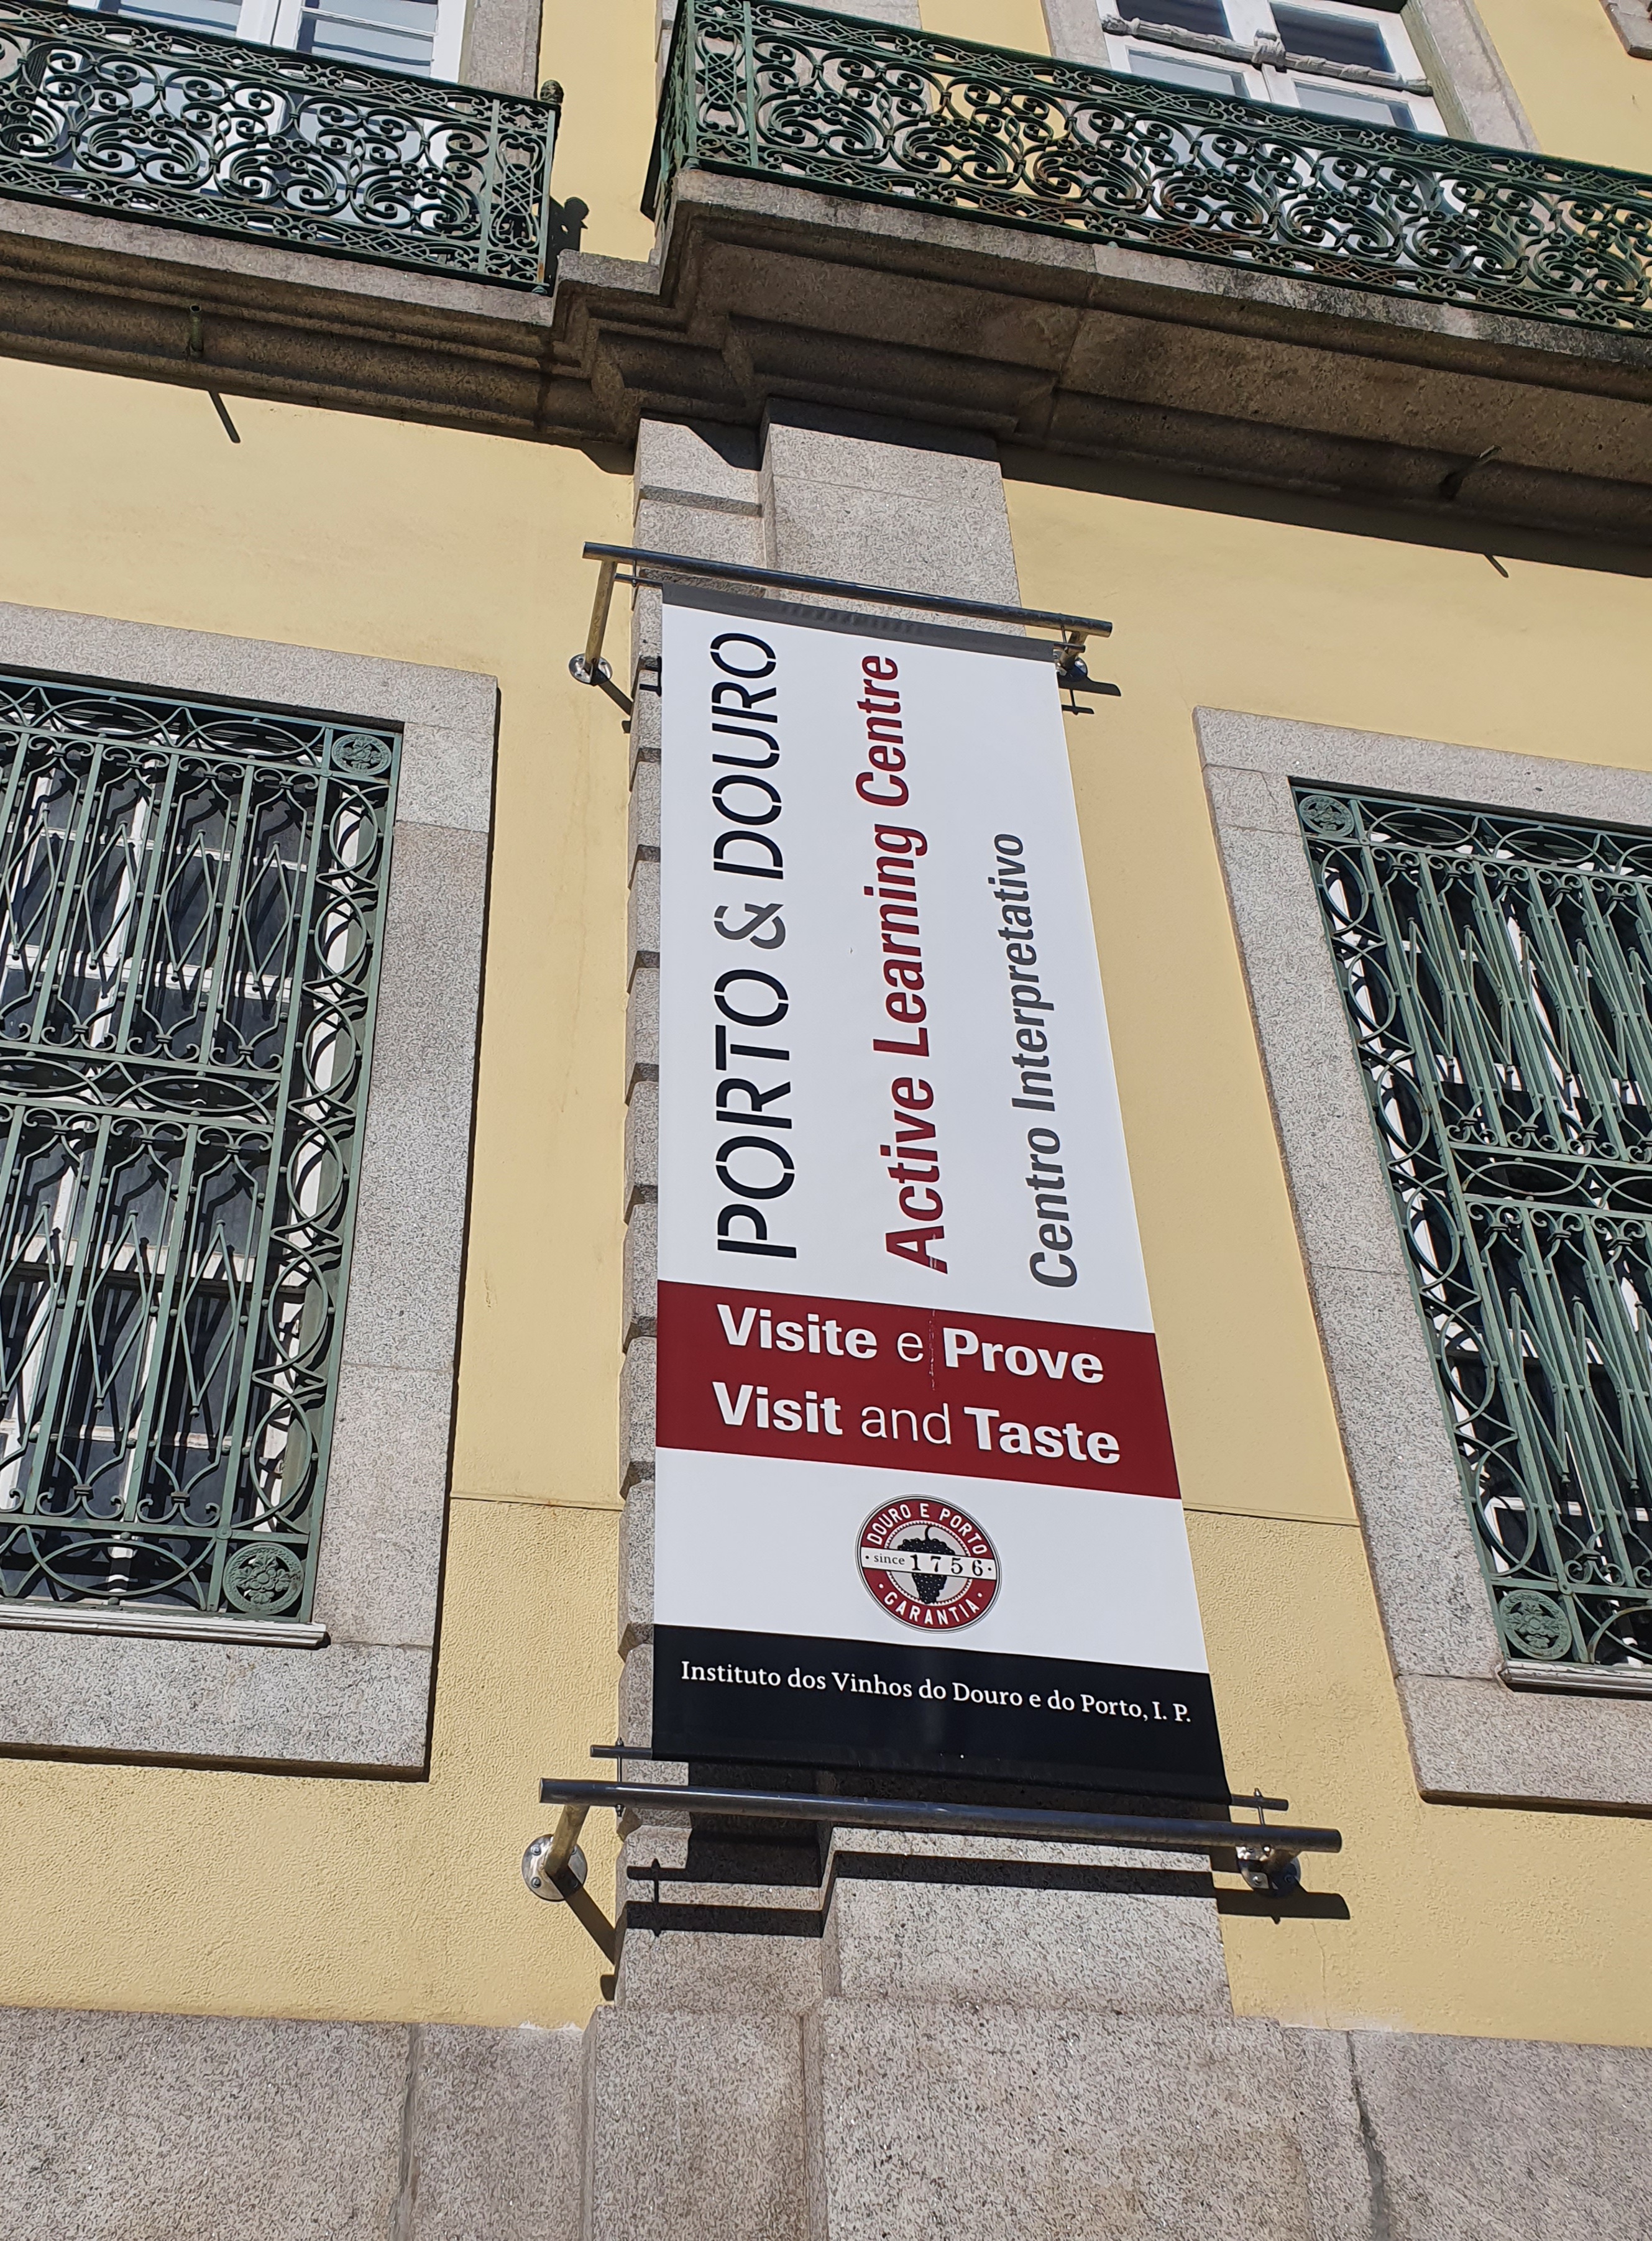 PORTO & DOURO
Active Learning Centre
Centro Interpretativo
Visite e Prove
Visit and Taste
DOURO E PORTO
· since 1756 ·
· GARANTIA ·
Instituto dos Vinhos do Douro e do Porto, I. P.